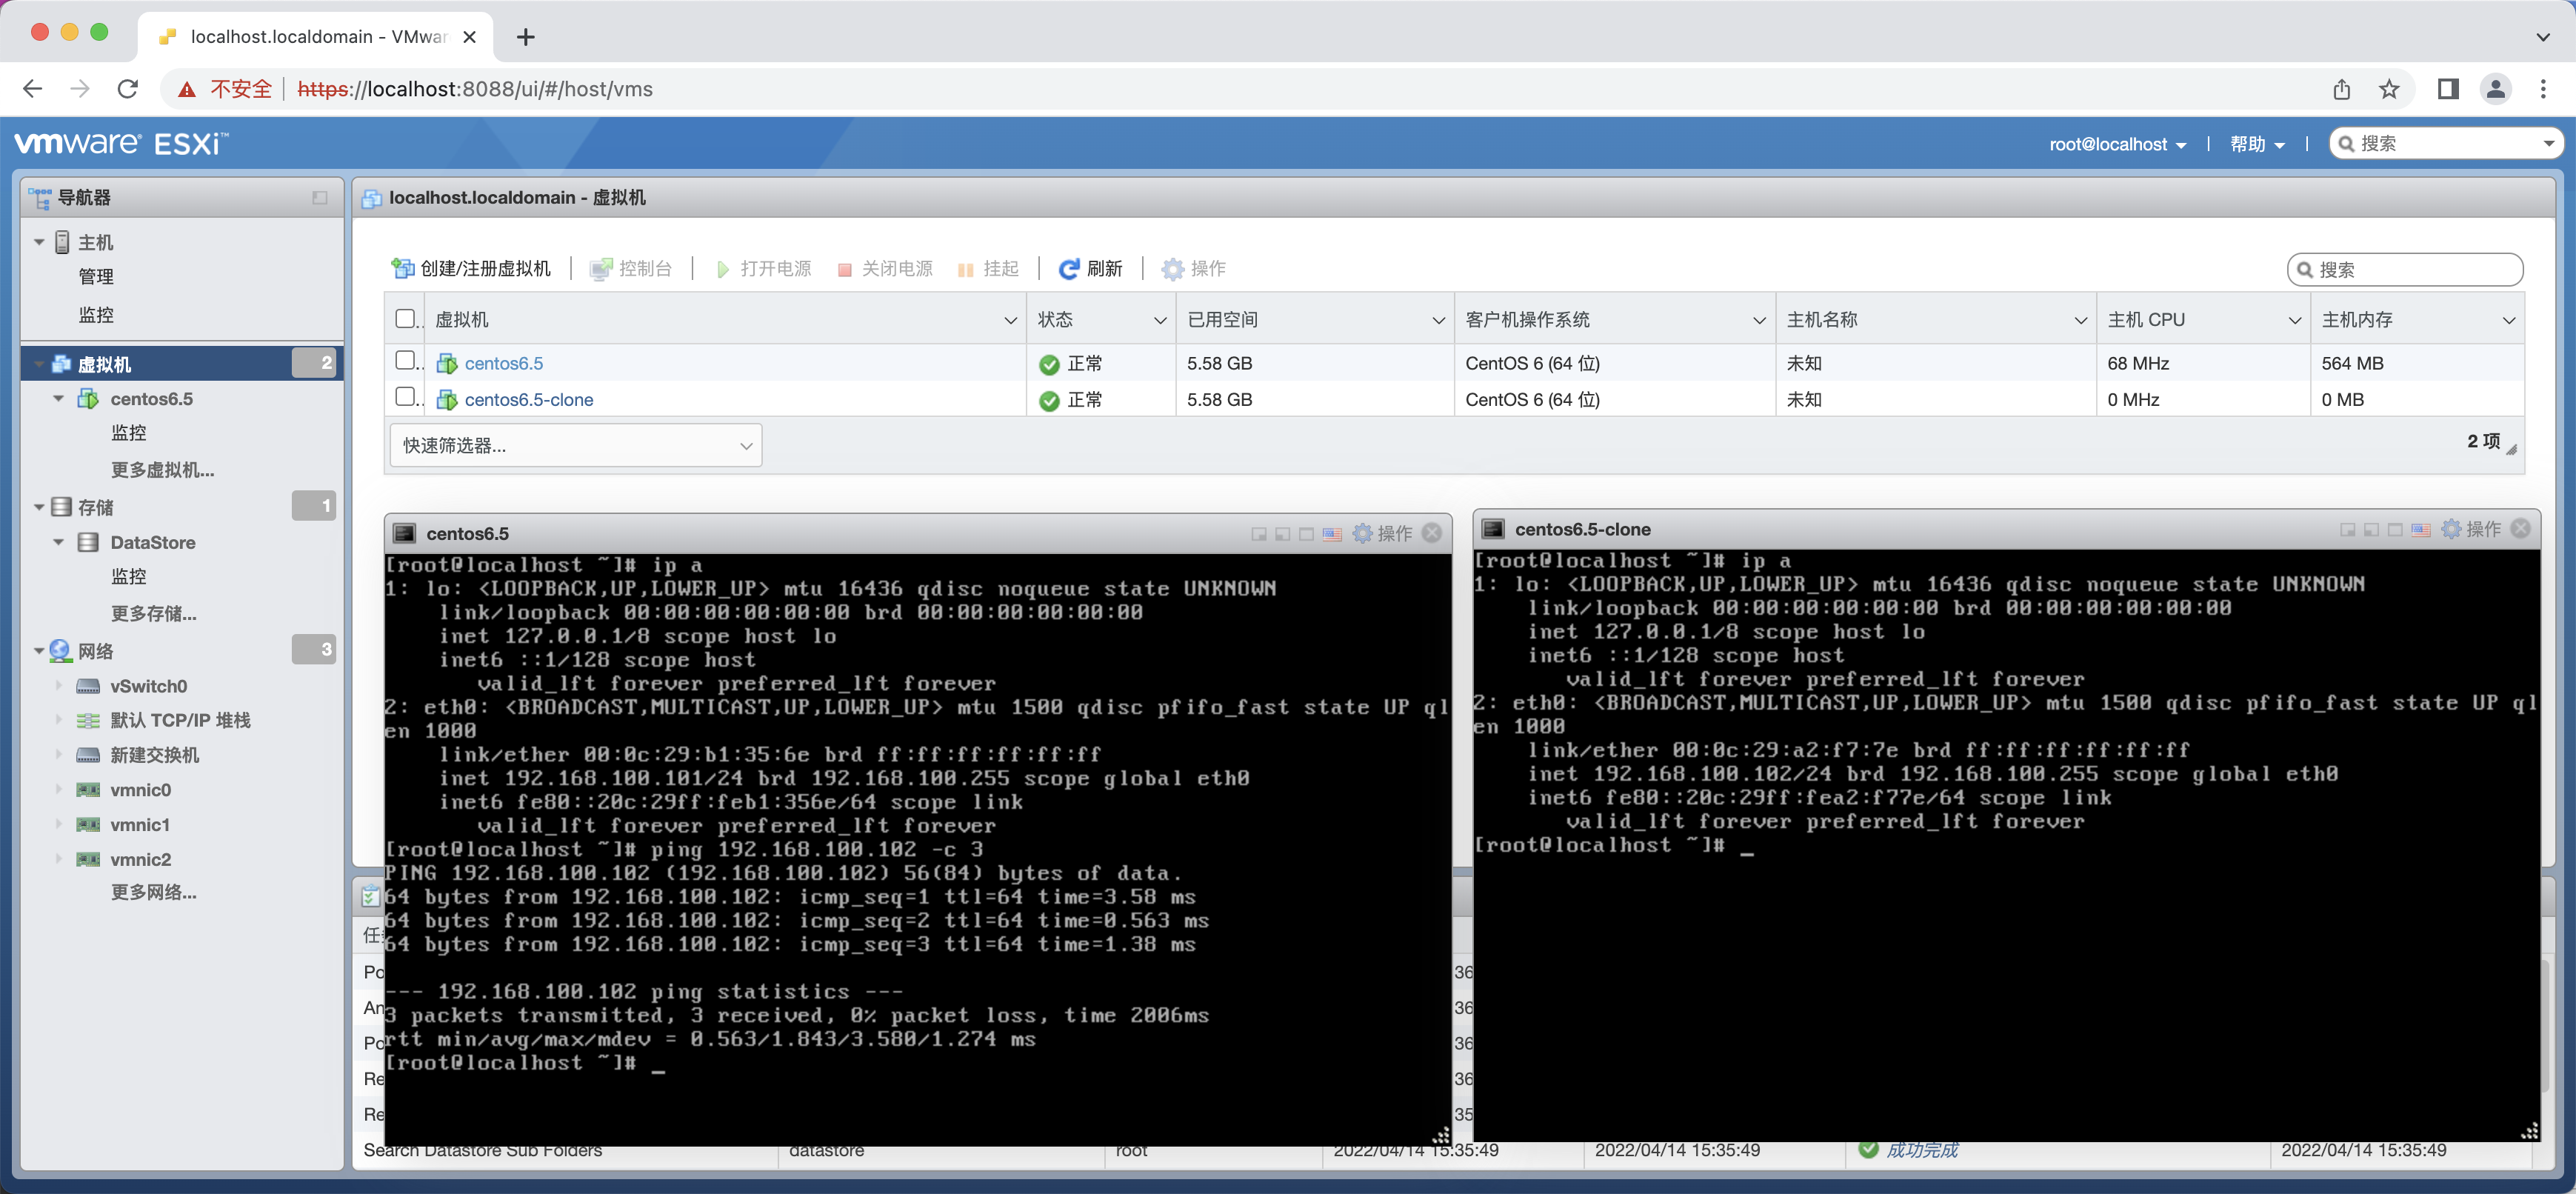 localhost.localdomain - VMwar
不安全 https://localhost:8088/ui/#/host/vms
vmware ESXi™
root@localhost
帮助
搜索
导航器
主机
管理
监控
虚拟机 2
centos6.5
监控
更多虚拟机...
存储 1
DataStore
监控
更多存储...
网络 3
vSwitch0
默认 TCP/IP 堆栈
新建交换机
vmnic0
vmnic1
vmnic2
更多网络...
localhost.localdomain - 虚拟机
创建/注册虚拟机 控制台 打开电源 关闭电源 挂起 刷新 操作
搜索
虚拟机 状态 已用空间 客户机操作系统 主机名称 主机 CPU 主机内存
centos6.5 正常 5.58 GB CentOS 6 (64 位) 未知 68 MHz 564 MB
centos6.5-clone 正常 5.58 GB CentOS 6 (64 位) 未知 0 MHz 0 MB
快速筛选器...
2 项
centos6.5 操作
[root@localhost ~]# ip a
1: lo: <LOOPBACK,UP,LOWER_UP> mtu 16436 qdisc noqueue state UNKNOWN
link/loopback 00:00:00:00:00:00 brd 00:00:00:00:00:00
inet 127.0.0.1/8 scope host lo
inet6 ::1/128 scope host
valid_lft forever preferred_lft forever
2: eth0: <BROADCAST,MULTICAST,UP,LOWER_UP> mtu 1500 qdisc pfifo_fast state UP ql
en 1000
link/ether 00:0c:29:b1:35:6e brd ff:ff:ff:ff:ff:ff
inet 192.168.100.101/24 brd 192.168.100.255 scope global eth0
inet6 fe80::20c:29ff:feb1:356e/64 scope link
valid_lft forever preferred_lft forever
[root@localhost ~]# ping 192.168.100.102 -c 3
PING 192.168.100.102 (192.168.100.102) 56(84) bytes of data.
64 bytes from 192.168.100.102: icmp_seq=1 ttl=64 time=3.58 ms
64 bytes from 192.168.100.102: icmp_seq=2 ttl=64 time=0.563 ms
64 bytes from 192.168.100.102: icmp_seq=3 ttl=64 time=1.38 ms
--- 192.168.100.102 ping statistics ---
3 packets transmitted, 3 received, 0% packet loss, time 2006ms
rtt min/avg/max/mdev = 0.563/1.843/3.580/1.274 ms
[root@localhost ~]# _
centos6.5-clone 操作
[root@localhost ~]# ip a
1: lo: <LOOPBACK,UP,LOWER_UP> mtu 16436 qdisc noqueue state UNKNOWN
link/loopback 00:00:00:00:00:00 brd 00:00:00:00:00:00
inet 127.0.0.1/8 scope host lo
inet6 ::1/128 scope host
valid_lft forever preferred_lft forever
2: eth0: <BROADCAST,MULTICAST,UP,LOWER_UP> mtu 1500 qdisc pfifo_fast state UP ql
en 1000
link/ether 00:0c:29:a2:f7:7e brd ff:ff:ff:ff:ff:ff
inet 192.168.100.102/24 brd 192.168.100.255 scope global eth0
inet6 fe80::20c:29ff:fea2:f77e/64 scope link
valid_lft forever preferred_lft forever
[root@localhost ~]# _
Po 36
An 36
Po 36
Re 36
Re 35
Search Datastore Sub Folders datastore root 2022/04/14 15:35:49 2022/04/14 15:35:49 成功完成 2022/04/14 15:35:49